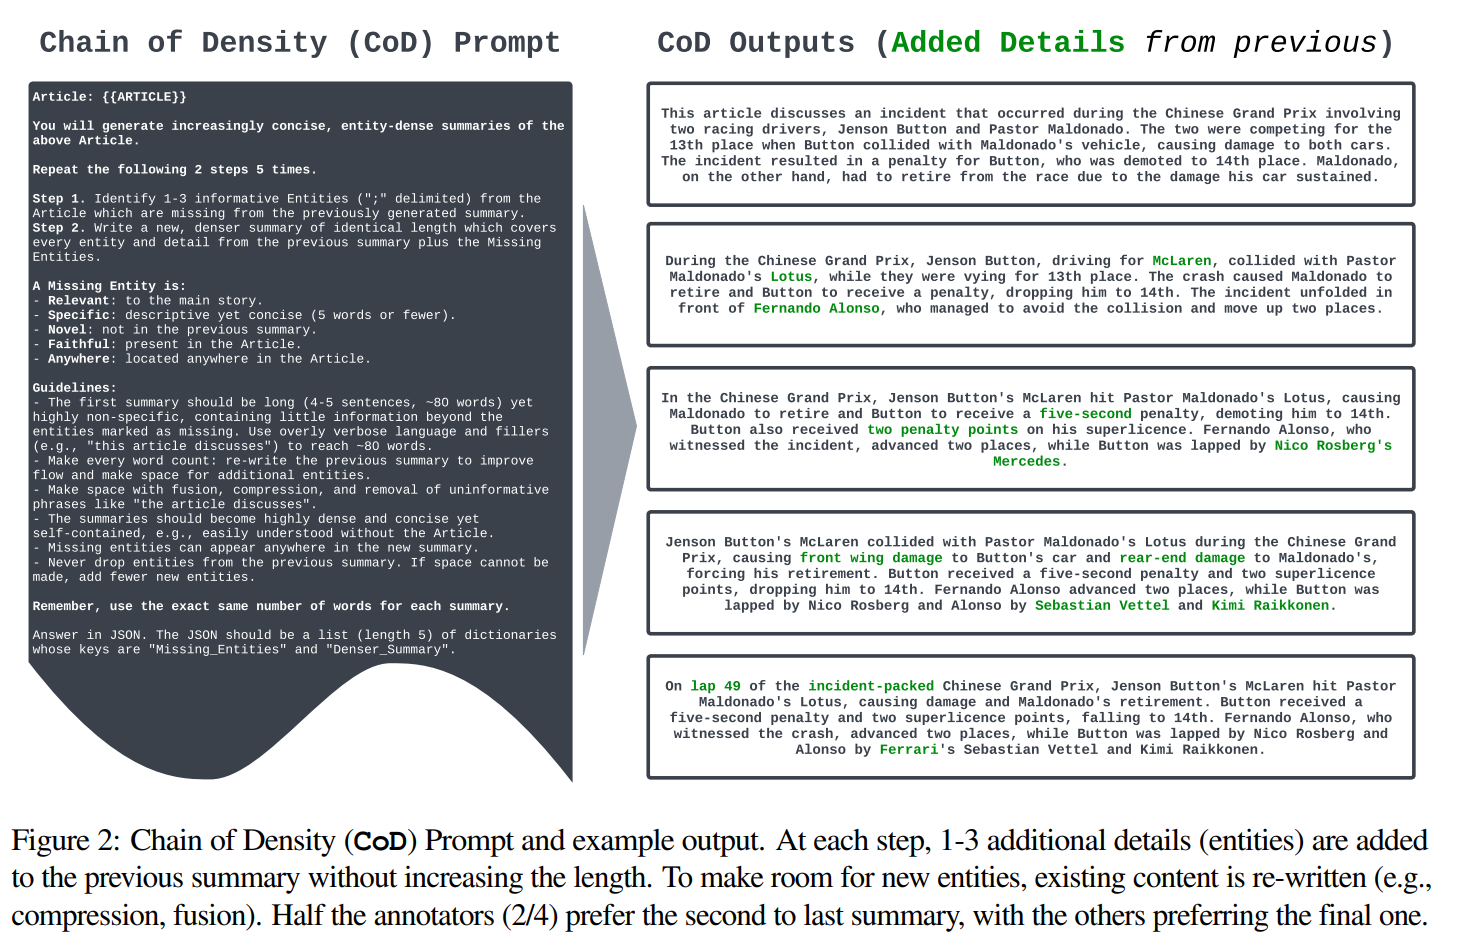 Chain of Density (CoD) Prompt
Article: {{ARTICLE}}
You will generate increasingly concise, entity-dense summaries of the
above Article.
Repeat the following 2 steps 5 times.
Step 1. Identify 1-3 informative Entities (";" delimited) from the
Article which are missing from the previously generated summary.
Step 2. Write a new, denser summary of identical length which covers
every entity and detail from the previous summary plus the Missing
Entities.
A Missing Entity is:
- Relevant: to the main story.
- Specific: descriptive yet concise (5 words or fewer).
- Novel: not in the previous summary.
- Faithful: present in the Article.
- Anywhere: located anywhere in the Article.
Guidelines:
- The first summary should be long (4-5 sentences, ~80 words) yet
highly non-specific, containing little information beyond the
entities marked as missing. Use overly verbose language and fillers
(e.g., "this article discusses") to reach ~80 words.
- Make every word count: re-write the previous summary to improve
flow and make space for additional entities.
- Make space with fusion, compression, and removal of uninformative
phrases like "the article discusses".
- The summaries should become highly dense and concise yet
self-contained, e.g., easily understood without the Article.
- Missing entities can appear anywhere in the new summary.
- Never drop entities from the previous summary. If space cannot be
made, add fewer new entities.
Remember, use the exact same number of words for each summary.
Answer in JSON. The JSON should be a list (length 5) of dictionaries
whose keys are "Missing_Entities" and "Denser_Summary".
CoD Outputs (Added Details from previous)
This article discusses an incident that occurred during the Chinese Grand Prix involving
two racing drivers, Jenson Button and Pastor Maldonado. The two were competing for the
13th place when Button collided with Maldonado's vehicle, causing damage to both cars.
The incident resulted in a penalty for Button, who was demoted to 14th place. Maldonado,
on the other hand, had to retire from the race due to the damage his car sustained.
During the Chinese Grand Prix, Jenson Button, driving for McLaren, collided with Pastor
Maldonado's Lotus, while they were vying for 13th place. The crash caused Maldonado to
retire and Button to receive a penalty, dropping him to 14th. The incident unfolded in
front of Fernando Alonso, who managed to avoid the collision and move up two places.
In the Chinese Grand Prix, Jenson Button's McLaren hit Pastor Maldonado's Lotus, causing
Maldonado to retire and Button to receive a five-second penalty, demoting him to 14th.
Button also received two penalty points on his superlicence. Fernando Alonso, who
witnessed the incident, advanced two places, while Button was lapped by Nico Rosberg's
Mercedes.
Jenson Button's McLaren collided with Pastor Maldonado's Lotus during the Chinese Grand
Prix, causing front wing damage to Button's car and rear-end damage to Maldonado's,
forcing his retirement. Button received a five-second penalty and two superlicence
points, dropping him to 14th. Fernando Alonso advanced two places, while Button was
lapped by Nico Rosberg and Alonso by Sebastian Vettel and Kimi Raikkonen.
On lap 49 of the incident-packed Chinese Grand Prix, Jenson Button's McLaren hit Pastor
Maldonado's Lotus, causing damage and Maldonado's retirement. Button received a
five-second penalty and two superlicence points, falling to 14th. Fernando Alonso, who
witnessed the crash, advanced two places, while Button was lapped by Nico Rosberg and
Alonso by Ferrari's Sebastian Vettel and Kimi Raikkonen.
Figure 2: Chain of Density (CoD) Prompt and example output. At each step, 1-3 additional details (entities) are added
to the previous summary without increasing the length. To make room for new entities, existing content is re-written (e.g.,
compression, fusion). Half the annotators (2/4) prefer the second to last summary, with the others preferring the final one.